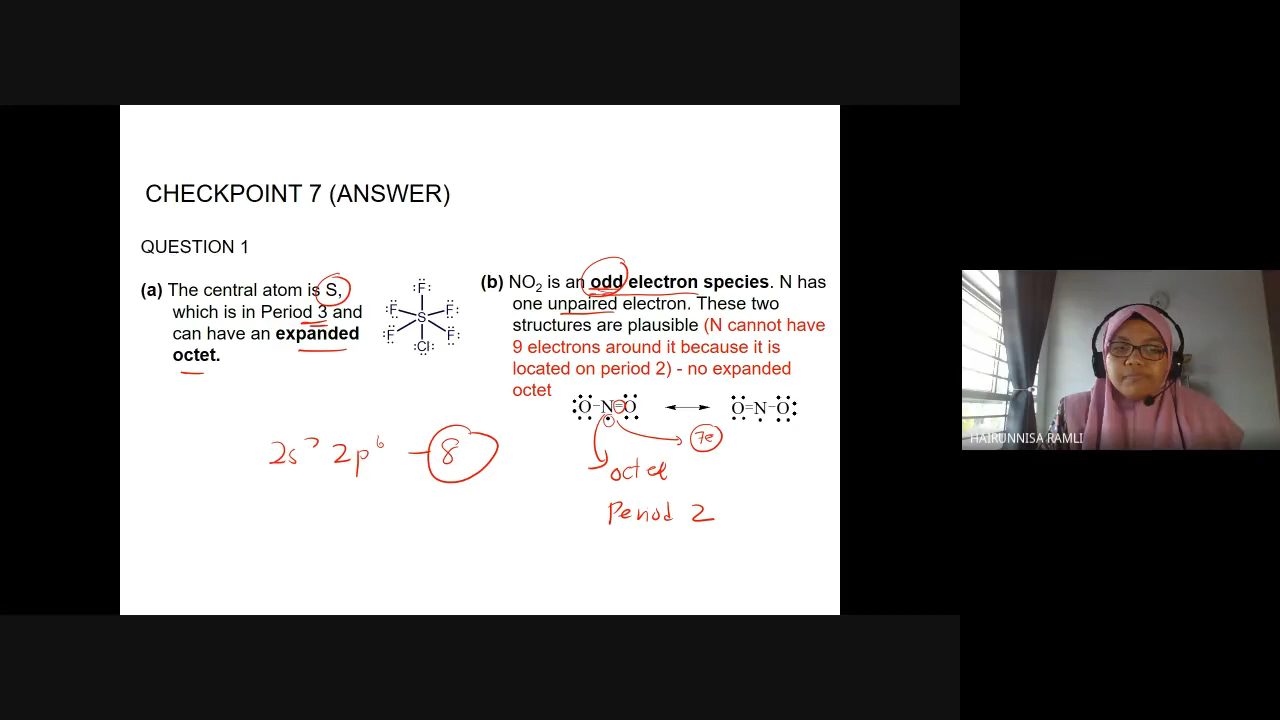 CHECKPOINT 7 (ANSWER)
QUESTION 1
(a) The central atom is S,
which is in Period 3 and
can have an expanded
octet.
F
F F
S
F F
Cl
(b) NO₂ is an odd electron species. N has
one unpaired electron. These two
structures are plausible (N cannot have
9 electrons around it because it is
located on period 2) - no expanded
octet
O-N=O ↔ O=N-O
7e
octet
Period 2
2s² 2p⁶ - 8
HAIRUNNISA RAMLI